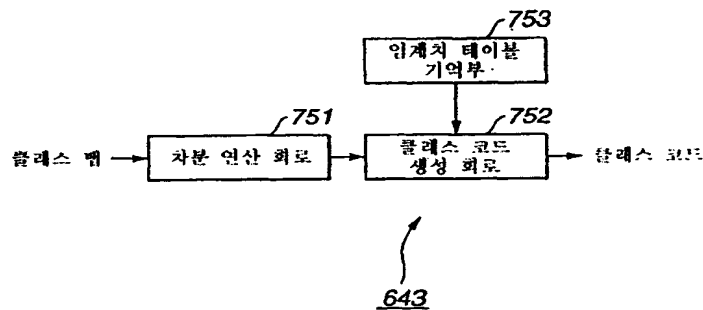 753
임계치 테이블
기억부
751
752
클래스 맵
차분 연산 회로
클래스 코드
생성 회로
클래스 코드
643